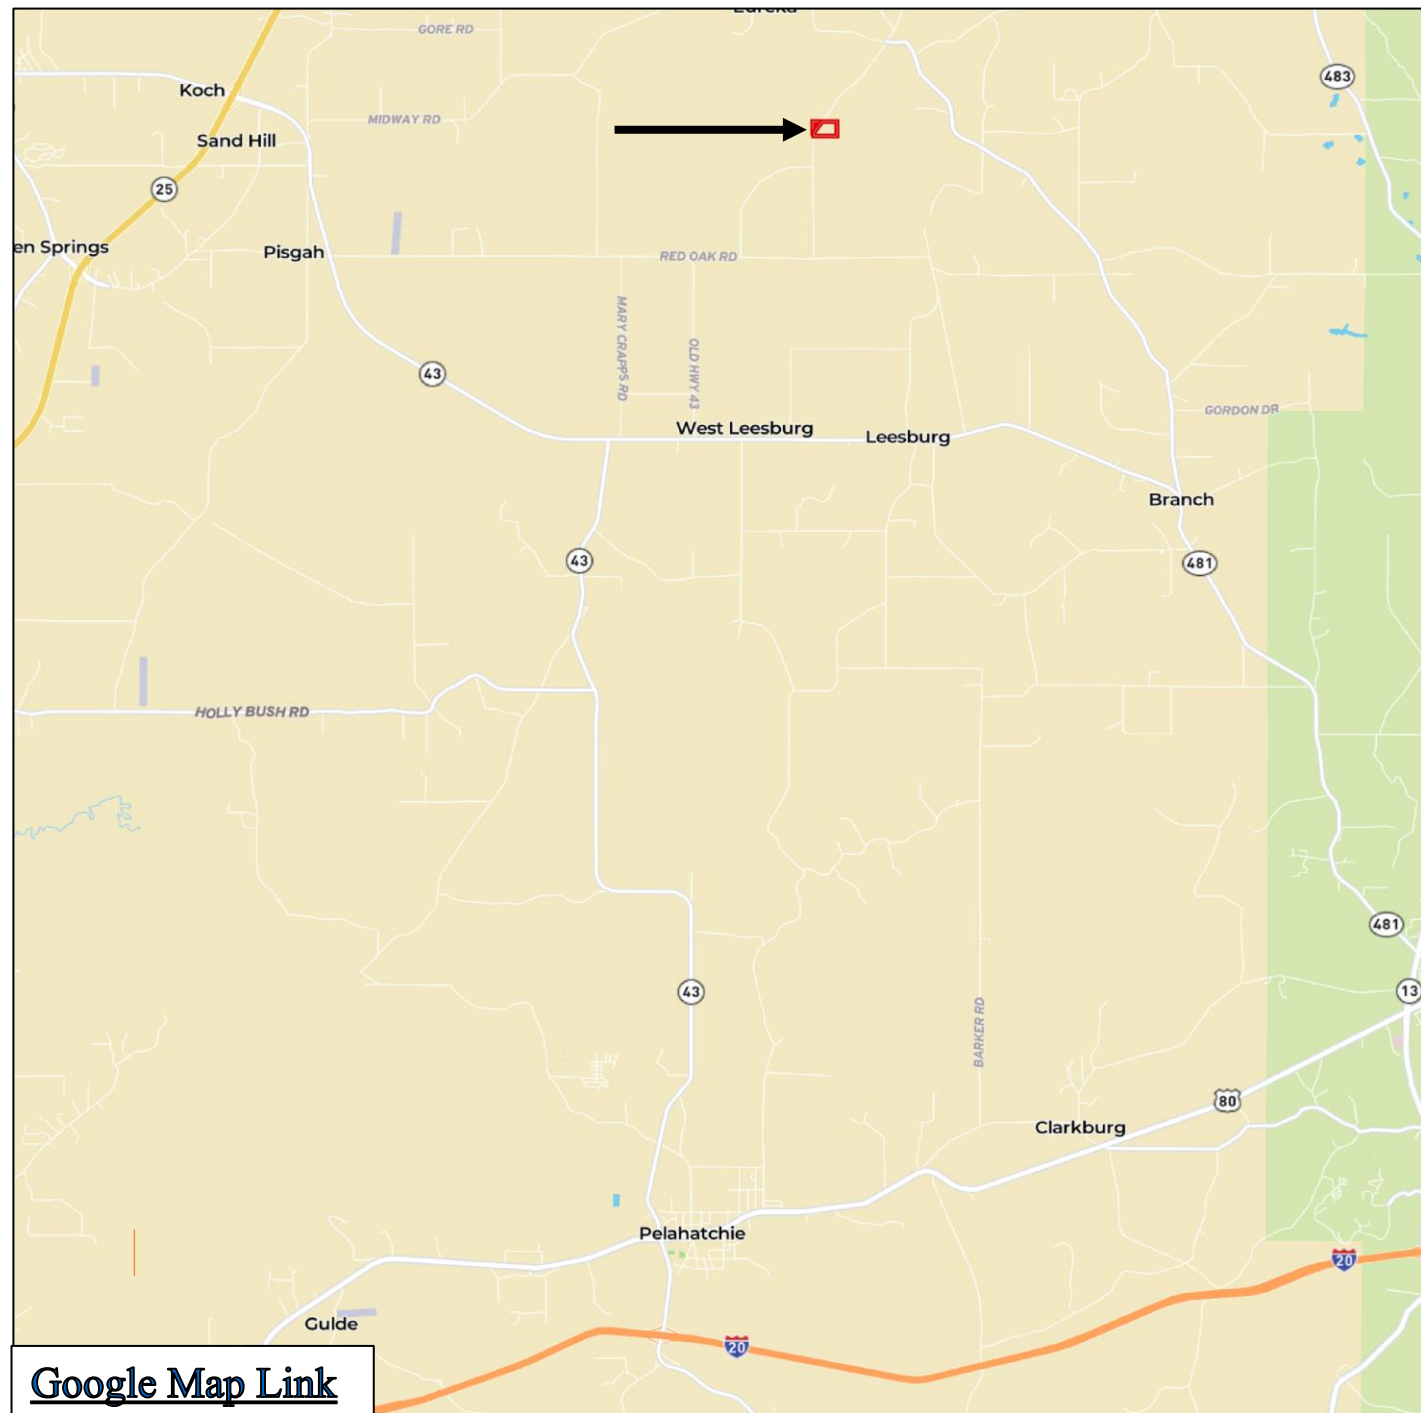 Eureka
GORE RD
483
Koch
MIDWAY RD
Sand Hill
25
en Springs
Pisgah
RED OAK RD
MARY CRAPPS RD
OLD HWY 43
43
GORDON DR
West Leesburg
Leesburg
Branch
43
481
HOLLY BUSH RD
481
43
13
BARKER RD
80
Clarkburg
Pelahatchie
20
Gulde
20
Google Map Link